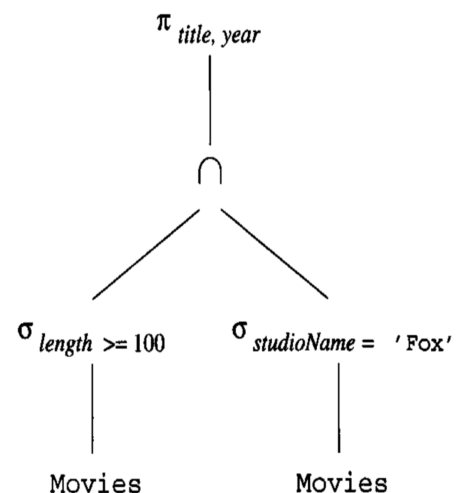 π title, year
∩
σ length >= 100 σ studioName = 'Fox'
Movies Movies